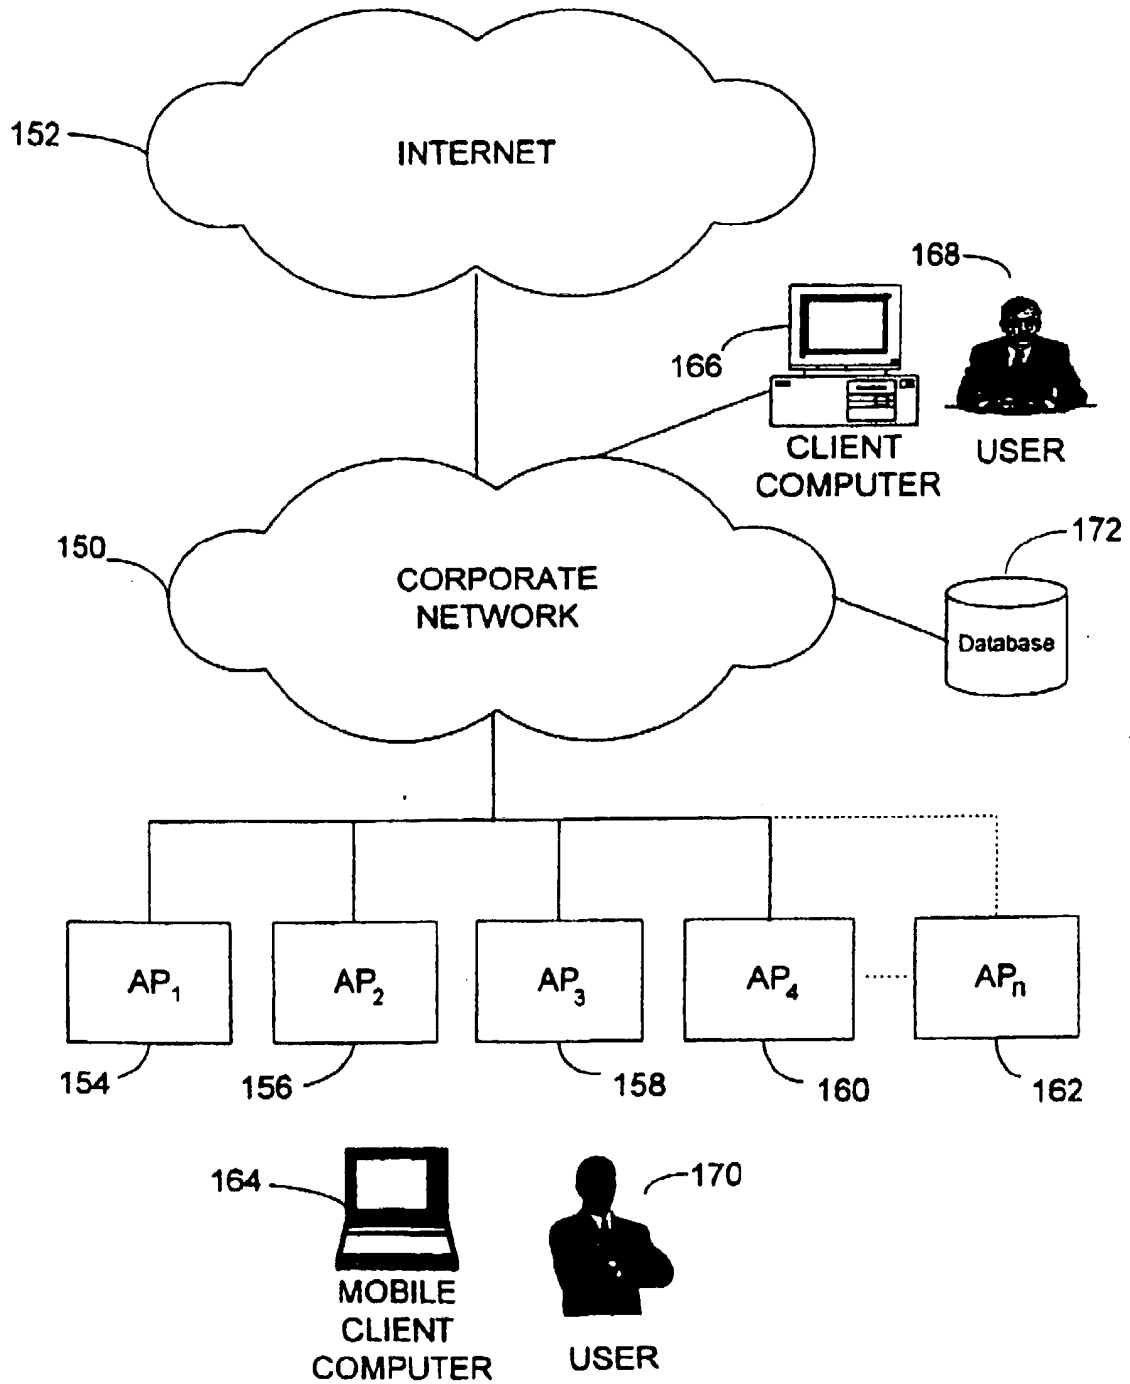 152
INTERNET
168
166
CLIENT
COMPUTER
USER
150
CORPORATE
NETWORK
172
Database
AP1
AP2
AP3
AP4
APn
154
156
158
160
162
164
170
MOBILE
CLIENT
COMPUTER
USER